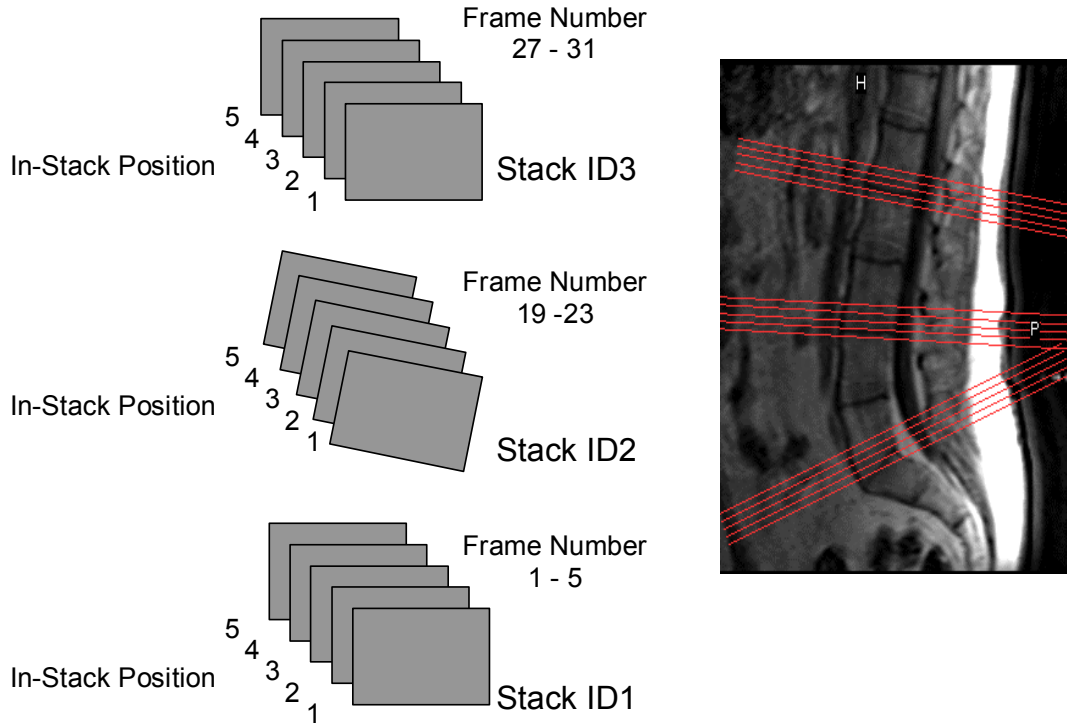 Frame Number
27 - 31
5
4
3
2
1
In-Stack Position
Stack ID3
H
Frame Number
19 -23
5
4
3
2
1
In-Stack Position
Stack ID2
P
Frame Number
1 - 5
5
4
3
2
1
In-Stack Position
Stack ID1